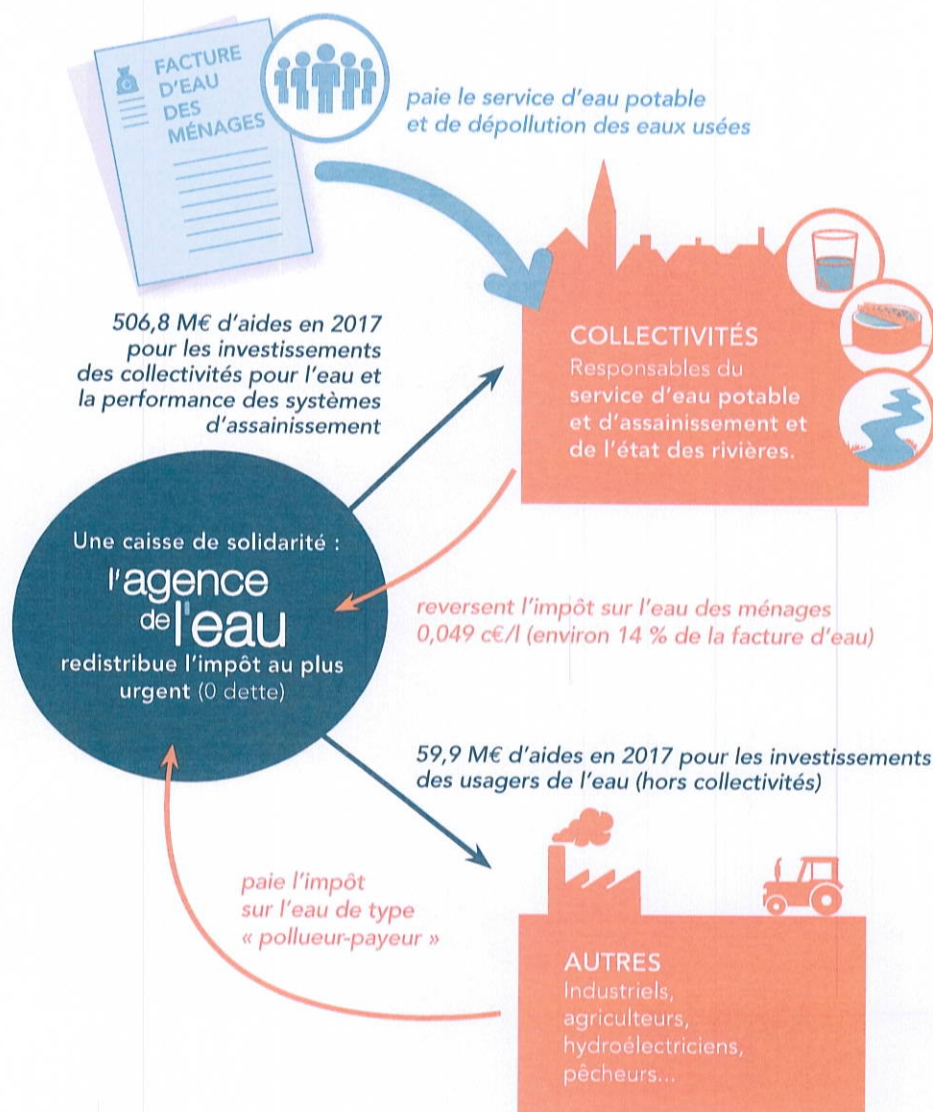 FACTURE
D'EAU
DES
MÉNAGES
paie le service d'eau potable
et de dépollution des eaux usées
506,8 M€ d'aides en 2017
pour les investissements
des collectivités pour l'eau et
la performance des systèmes
d'assainissement
COLLECTIVITÉS
Responsables du
service d'eau potable
et d'assainissement et
de l'état des rivières.
Une caisse de solidarité :
l'agence
de l'eau
redistribue l'impôt au plus
urgent (0 dette)
reversent l'impôt sur l'eau des ménages
0,049 c€/l (environ 14 % de la facture d'eau)
59,9 M€ d'aides en 2017 pour les investissements
des usagers de l'eau (hors collectivités)
paie l'impôt
sur l'eau de type
« pollueur-payeur »
AUTRES
Industriels,
agriculteurs,
hydroélectriciens,
pêcheurs...